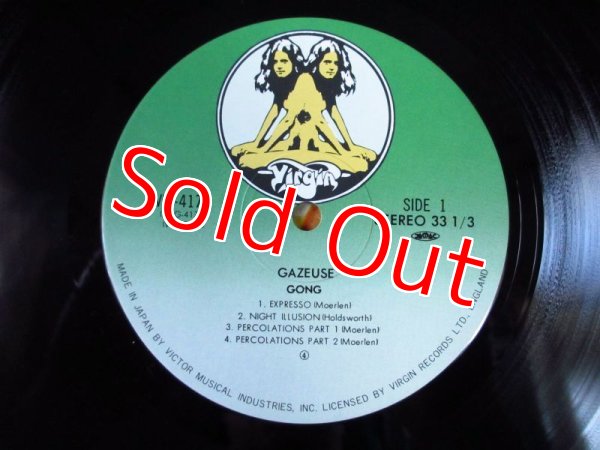 Virgin
SIDE 1
STEREO 33 1/3
Sold Out
GAZEUSE
GONG
1. EXPRESSO (Moerlen)
2. NIGHT ILLUSION (Holdsworth)
3. PERCOLATIONS PART 1 (Moerlen)
4. PERCOLATIONS PART 2 (Moerlen)
4
MADE IN JAPAN BY VICTOR MUSICAL INDUSTRIES, INC. LICENSED BY VIRGIN RECORDS LTD. ENGLAND